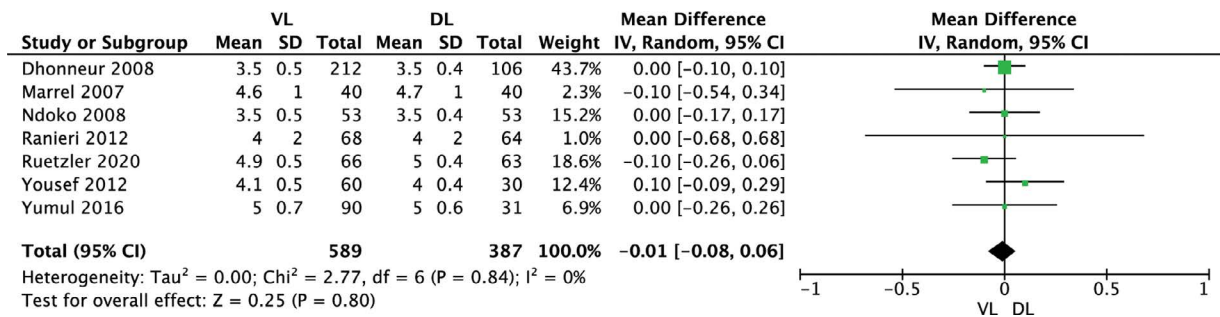 VL DL Mean Difference Mean Difference
Study or Subgroup Mean SD Total Mean SD Total Weight IV, Random, 95% CI IV, Random, 95% CI
Dhonneur 2008 3.5 0.5 212 3.5 0.4 106 43.7% 0.00 [−0.10, 0.10]
Marrel 2007 4.6 1 40 4.7 1 40 2.3% −0.10 [−0.54, 0.34]
Ndoko 2008 3.5 0.5 53 3.5 0.4 53 15.2% 0.00 [−0.17, 0.17]
Ranieri 2012 4 2 68 4 2 64 1.0% 0.00 [−0.68, 0.68]
Ruetzler 2020 4.9 0.5 66 5 0.4 63 18.6% −0.10 [−0.26, 0.06]
Yousef 2012 4.1 0.5 60 4 0.4 30 12.4% 0.10 [−0.09, 0.29]
Yumul 2016 5 0.7 90 5 0.6 31 6.9% 0.00 [−0.26, 0.26]
Total (95% CI) 589 387 100.0% −0.01 [−0.08, 0.06]
Heterogeneity: Tau² = 0.00; Chi² = 2.77, df = 6 (P = 0.84); I² = 0%
Test for overall effect: Z = 0.25 (P = 0.80)
−1 −0.5 0 0.5 1
VL DL